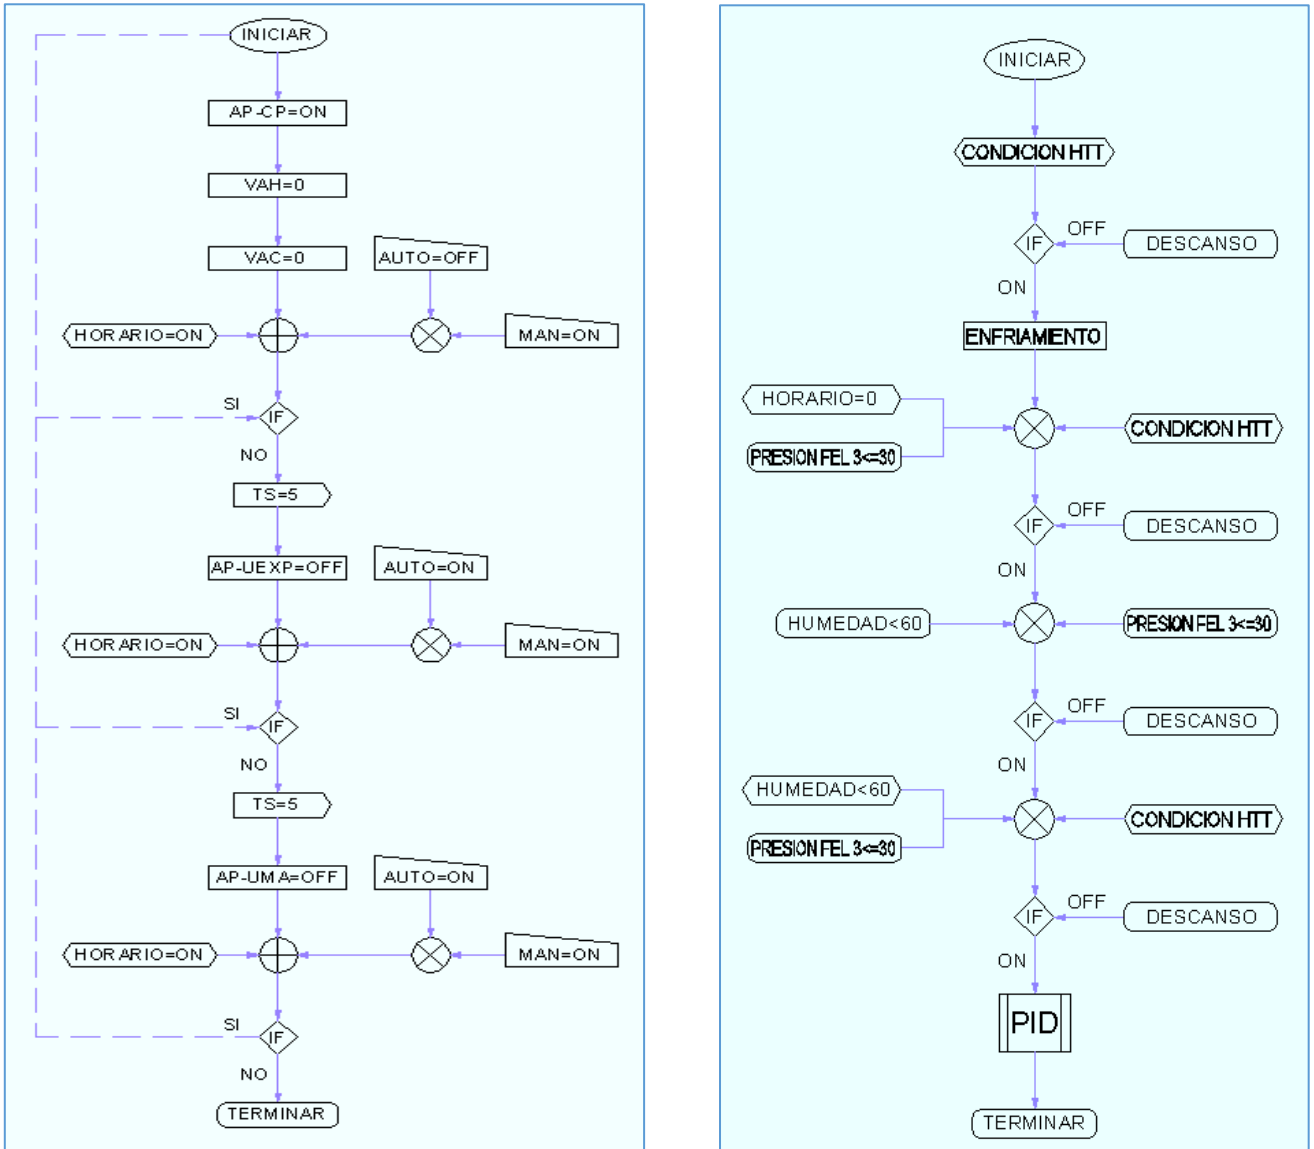 INICIAR
AP-CP=ON
VAH=0
VAC=0
AUTO=OFF
HORARIO=ON
MAN=ON
SI
IF
NO
TS=5
AP-UEXP=OFF
AUTO=ON
HORARIO=ON
MAN=ON
SI
IF
NO
TS=5
AP-UMA=OFF
AUTO=ON
HORARIO=ON
MAN=ON
SI
IF
NO
TERMINAR
INICIAR
CONDICION HTT
OFF
IF
DESCANSO
ON
ENFRIAMIENTO
HORARIO=0
CONDICION HTT
PRESION FEL 3<=30
OFF
IF
DESCANSO
ON
HUMEDAD<60
PRESION FEL 3<=30
OFF
IF
DESCANSO
ON
HUMEDAD<60
CONDICION HTT
PRESION FEL 3<=30
OFF
IF
DESCANSO
ON
PID
TERMINAR